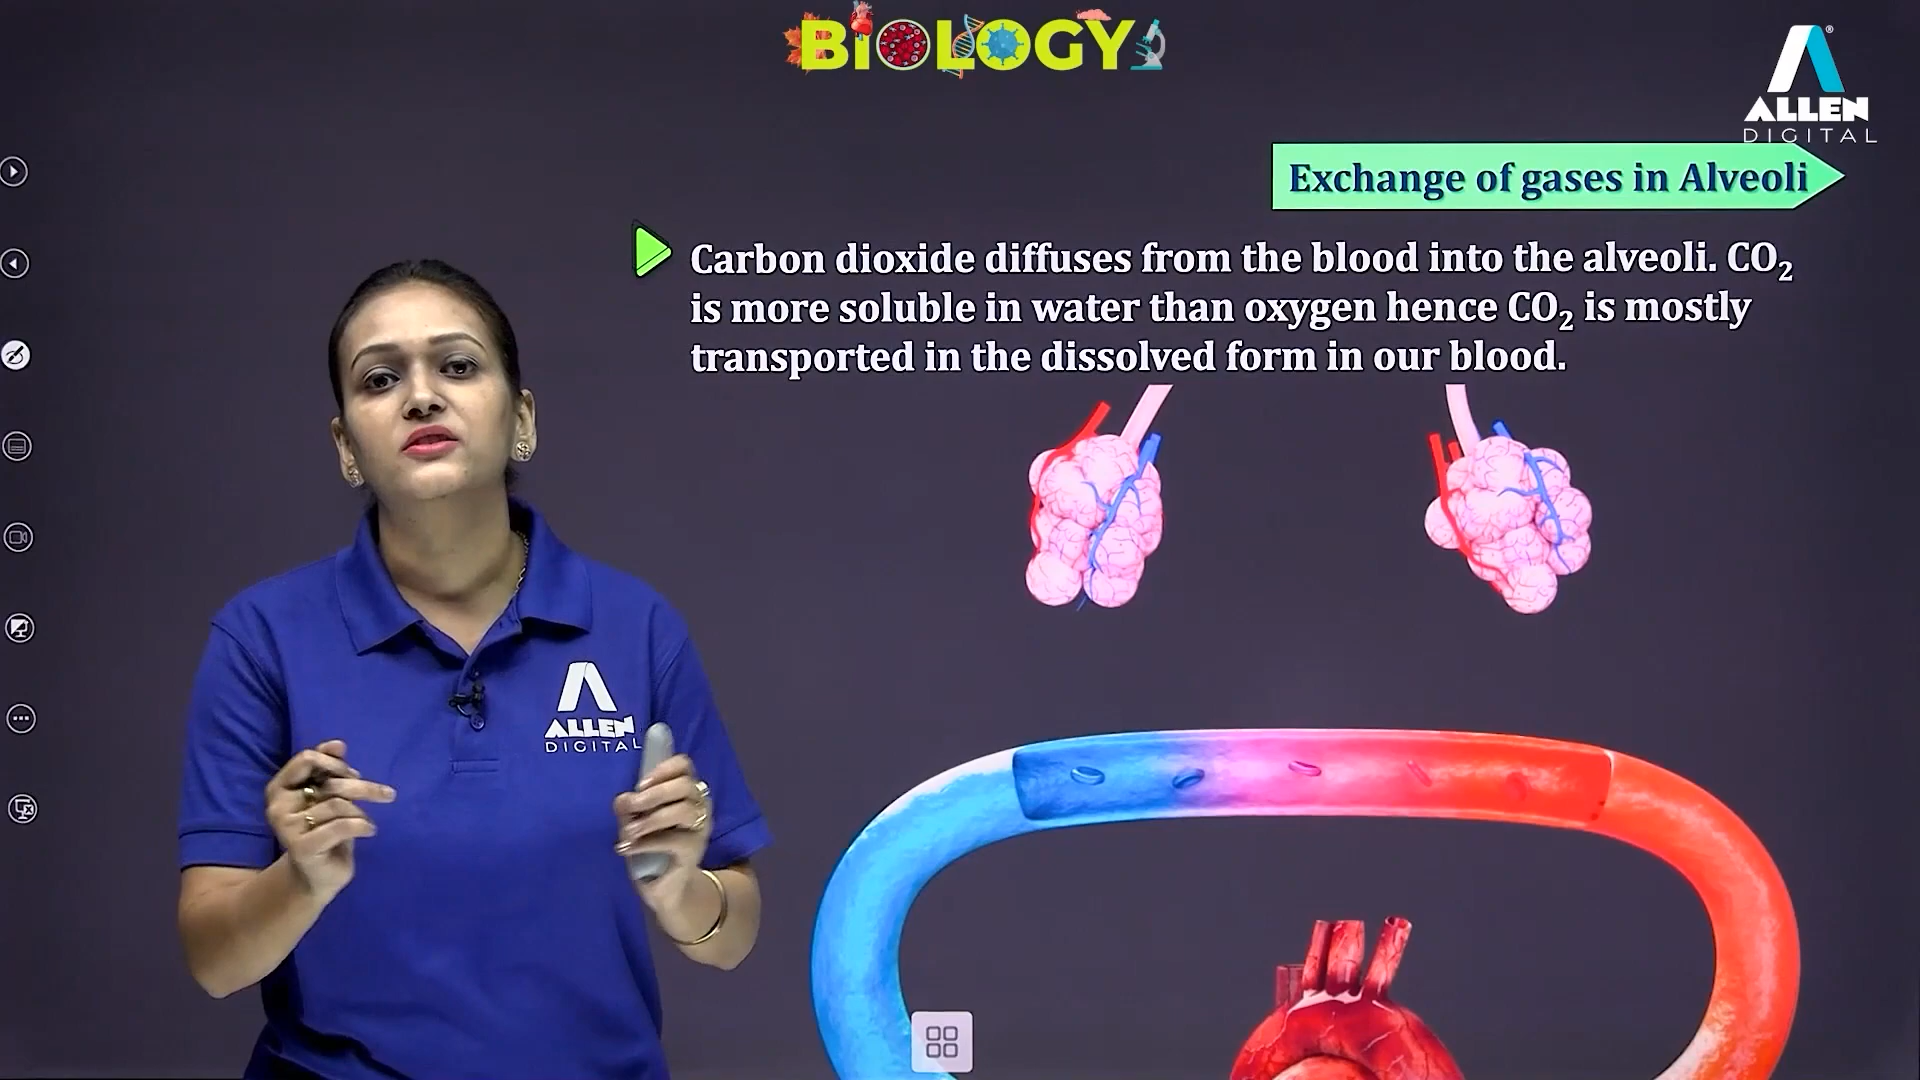 BIOLOGY
ALLEN
DIGITAL
Exchange of gases in Alveoli
Carbon dioxide diffuses from the blood into the alveoli. CO₂
is more soluble in water than oxygen hence CO₂ is mostly
transported in the dissolved form in our blood.
ALLEN
DIGITAL